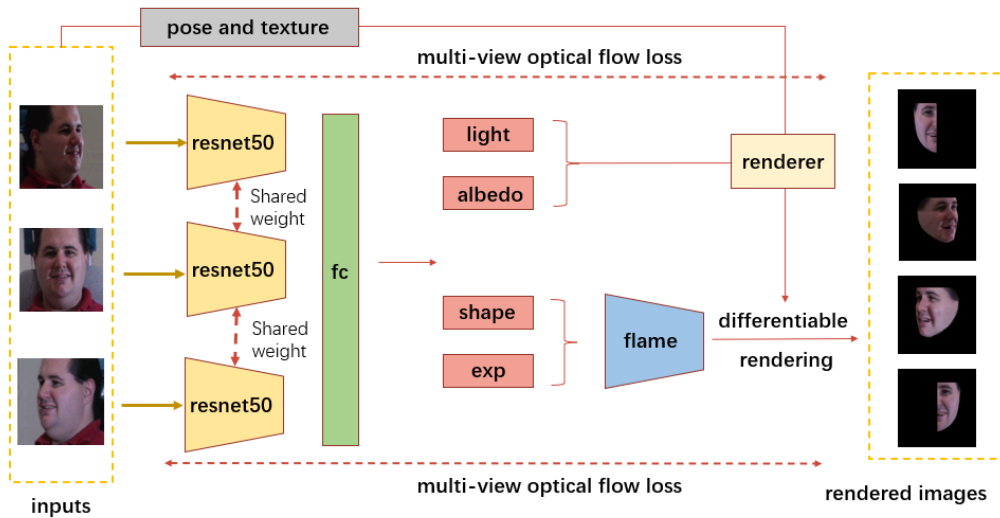 pose and texture
multi-view optical flow loss
resnet50
light
renderer
Shared
weight
albedo
resnet50
fc
shape
Shared
weight
flame
differentiable
rendering
exp
resnet50
multi-view optical flow loss
inputs
rendered images